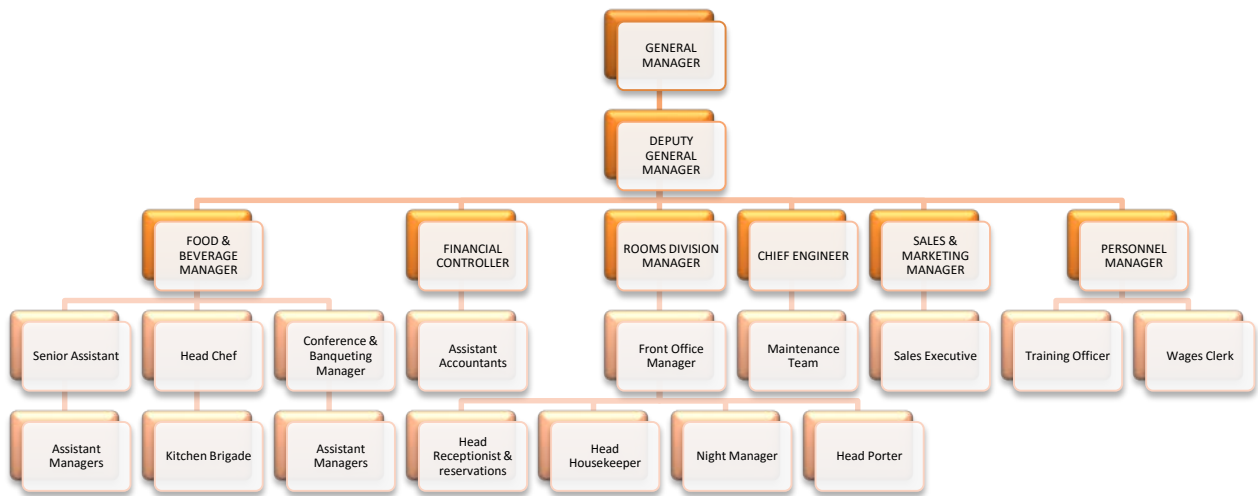 GENERAL
MANAGER
DEPUTY
GENERAL
MANAGER
FOOD &
BEVERAGE
MANAGER
FINANCIAL
CONTROLLER
ROOMS DIVISION
MANAGER
CHIEF ENGINEER
SALES &
MARKETING
MANAGER
PERSONNEL
MANAGER
Senior Assistant
Head Chef
Conference &
Banqueting
Manager
Assistant
Accountants
Front Office
Manager
Maintenance
Team
Sales Executive
Training Officer
Wages Clerk
Assistant
Managers
Kitchen Brigade
Assistant
Managers
Head
Receptionist &
reservations
Head
Housekeeper
Night Manager
Head Porter